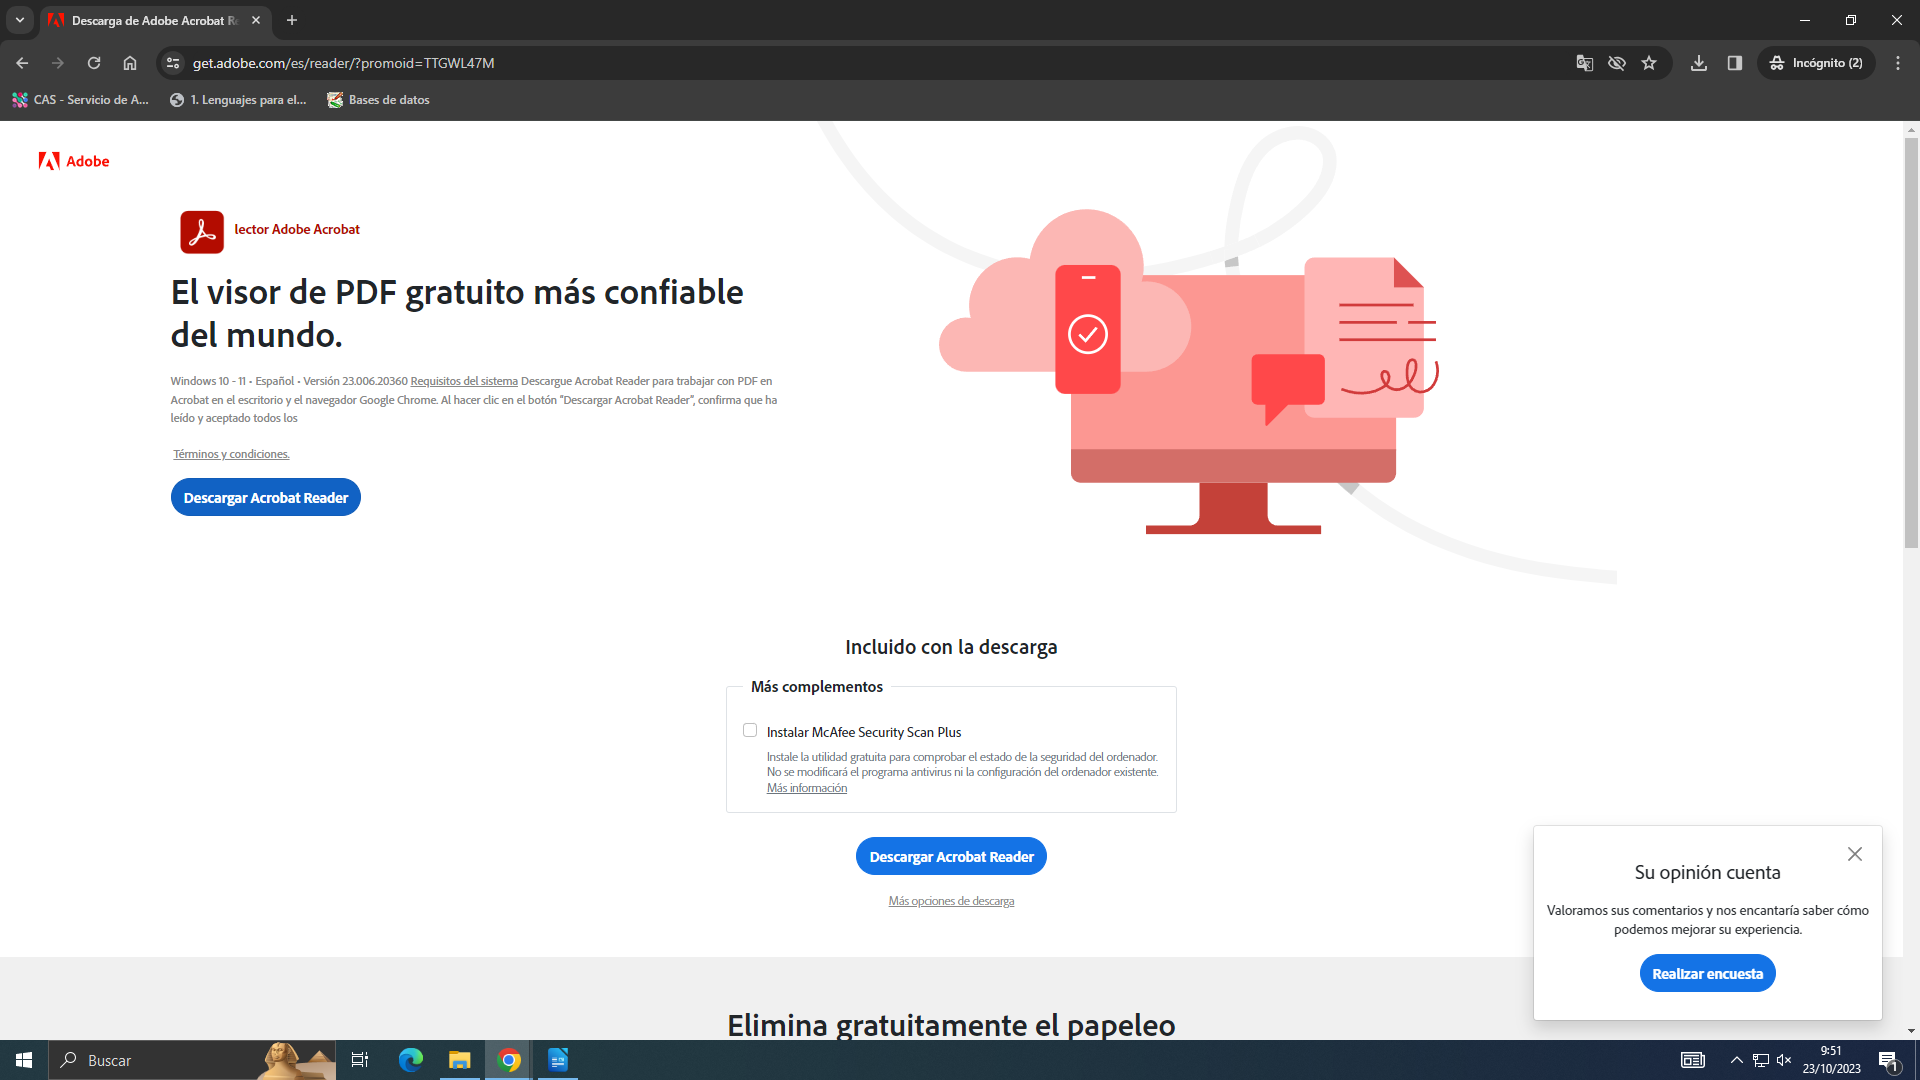 Descarga de Adobe Acrobat Re
get.adobe.com/es/reader/?promoid=TTGWL47M
Incógnito (2)
CAS - Servicio de A...
1. Lenguajes para el...
Bases de datos
Adobe
lector Adobe Acrobat
El visor de PDF gratuito más confiable
del mundo.
Windows 10 - 11 • Español • Versión 23.006.20360 Requisitos del sistema Descargue Acrobat Reader para trabajar con PDF en
Acrobat en el escritorio y el navegador Google Chrome. Al hacer clic en el botón “Descargar Acrobat Reader”, confirma que ha
leído y aceptado todos los
Términos y condiciones.
Descargar Acrobat Reader
Incluido con la descarga
Más complementos
Instalar McAfee Security Scan Plus
Instale la utilidad gratuita para comprobar el estado de la seguridad del ordenador.
No se modificará el programa antivirus ni la configuración del ordenador existente.
Más información
Descargar Acrobat Reader
Más opciones de descarga
Su opinión cuenta
Valoramos sus comentarios y nos encantaría saber cómo
podemos mejorar su experiencia.
Realizar encuesta
Elimina gratuitamente el papeleo
Buscar
9:51
23/10/2023
1